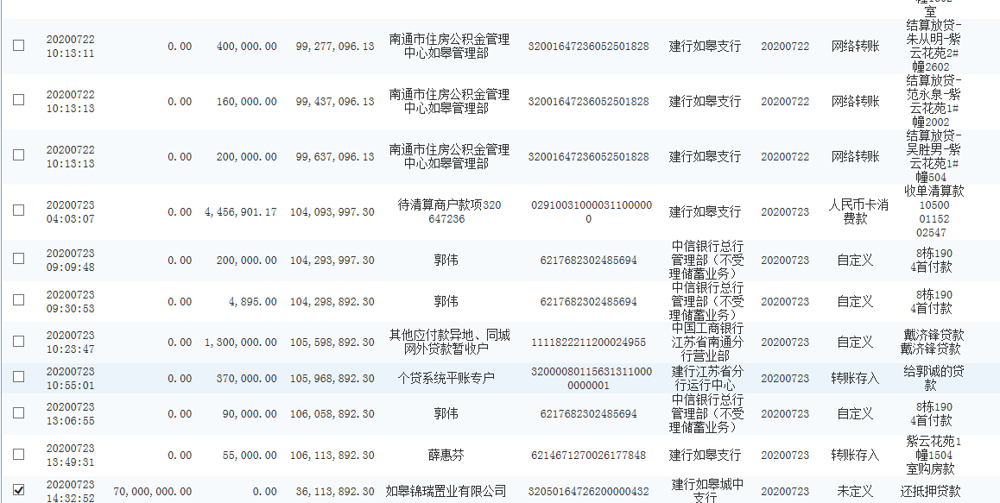 幢1602
室
20200722
10:13:11
0.00
400,000.00
99,277,096.13
南通市住房公积金管理
中心如皋管理部
32001647236052501828
建行如皋支行
20200722
网络转账
结算放贷-
朱从明-紫
云花苑2#
幢2602
20200722
10:13:13
0.00
160,000.00
99,437,096.13
南通市住房公积金管理
中心如皋管理部
32001647236052501828
建行如皋支行
20200722
网络转账
结算放贷-
范永泉-紫
云花苑1#
幢2002
20200722
10:13:13
0.00
200,000.00
99,637,096.13
南通市住房公积金管理
中心如皋管理部
32001647236052501828
建行如皋支行
20200722
网络转账
结算放贷-
吴胜男-紫
云花苑1#
幢504
20200723
04:03:07
0.00
4,456,901.17
104,093,997.30
待清算商户款项320
647236
02910031000031100000
0
建行如皋支行
20200723
人民币卡消
费款
收单清算款
10500
01152
02547
20200723
09:09:48
0.00
200,000.00
104,293,997.30
郭伟
6217682302485694
中信银行总行
管理部（不受
理储蓄业务）
20200723
自定义
8栋190
4首付款
20200723
09:30:53
0.00
4,895.00
104,298,892.30
郭伟
6217682302485694
中信银行总行
管理部（不受
理储蓄业务）
20200723
自定义
8栋190
4首付款
20200723
10:23:47
0.00
1,300,000.00
105,598,892.30
其他应付款异地、同城
网外贷款暂收户
1111822211200024955
中国工商银行
江苏省南通分
行营业部
20200723
自定义
戴济锋贷款
戴济锋贷款
20200723
10:55:01
0.00
370,000.00
105,968,892.30
个贷系统平账专户
32000080115631311000
0000001
建行江苏省分
行运行中心
20200723
转账存入
给郭诚的贷
款
20200723
13:06:55
0.00
90,000.00
106,058,892.30
郭伟
6217682302485694
中信银行总行
管理部（不受
理储蓄业务）
20200723
自定义
8栋190
4首付款
20200723
13:49:31
0.00
55,000.00
106,113,892.30
薛惠芬
6214671270026177848
建行如皋支行
20200723
转账存入
紫云花苑1
幢1504
室购房款
20200723
14:32:52
70,000,000.00
0.00
36,113,892.30
如皋锦瑞置业有限公司
32050164726200000432
建行如皋城中
支行
20200723
未定义
还抵押贷款